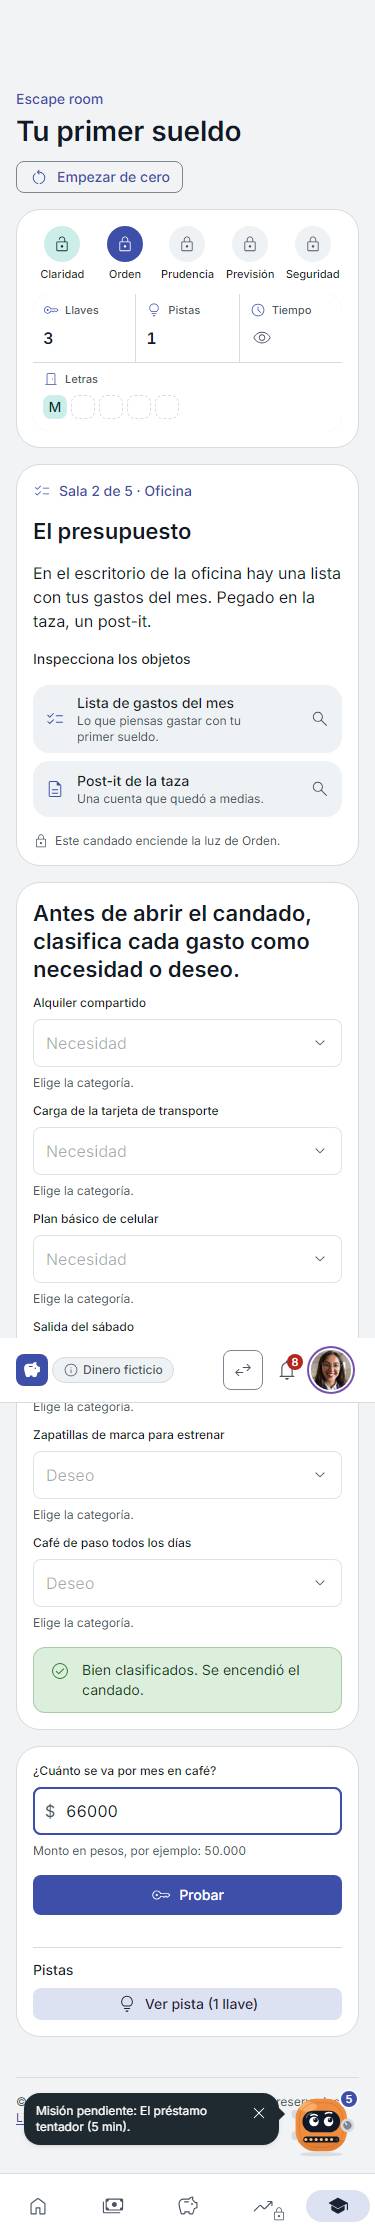 Escape room
Tu primer sueldo
Empezar de cero
Claridad
Orden
Prudencia
Previsión
Seguridad
Llaves
3
Pistas
1
Tiempo
Letras
M
Sala 2 de 5 · Oficina
El presupuesto
En el escritorio de la oficina hay una lista
con tus gastos del mes. Pegado en la
taza, un post-it.
Inspecciona los objetos
Lista de gastos del mes
Lo que piensas gastar con tu
primer sueldo.
Post-it de la taza
Una cuenta que quedó a medias.
Este candado enciende la luz de Orden.
Antes de abrir el candado,
clasifica cada gasto como
necesidad o deseo.
Alquiler compartido
Necesidad
Elige la categoría.
Carga de la tarjeta de transporte
Necesidad
Elige la categoría.
Plan básico de celular
Necesidad
Elige la categoría.
Salida del sábado
Dinero ficticio
8
Elige la categoría.
Zapatillas de marca para estrenar
Deseo
Elige la categoría.
Café de paso todos los días
Deseo
Elige la categoría.
Bien clasificados. Se encendió el
candado.
¿Cuánto se va por mes en café?
$ 66000
Monto en pesos, por ejemplo: 50.000
Probar
Pistas
Ver pista (1 llave)
©
Misión pendiente: El préstamo
tentador (5 min).
5